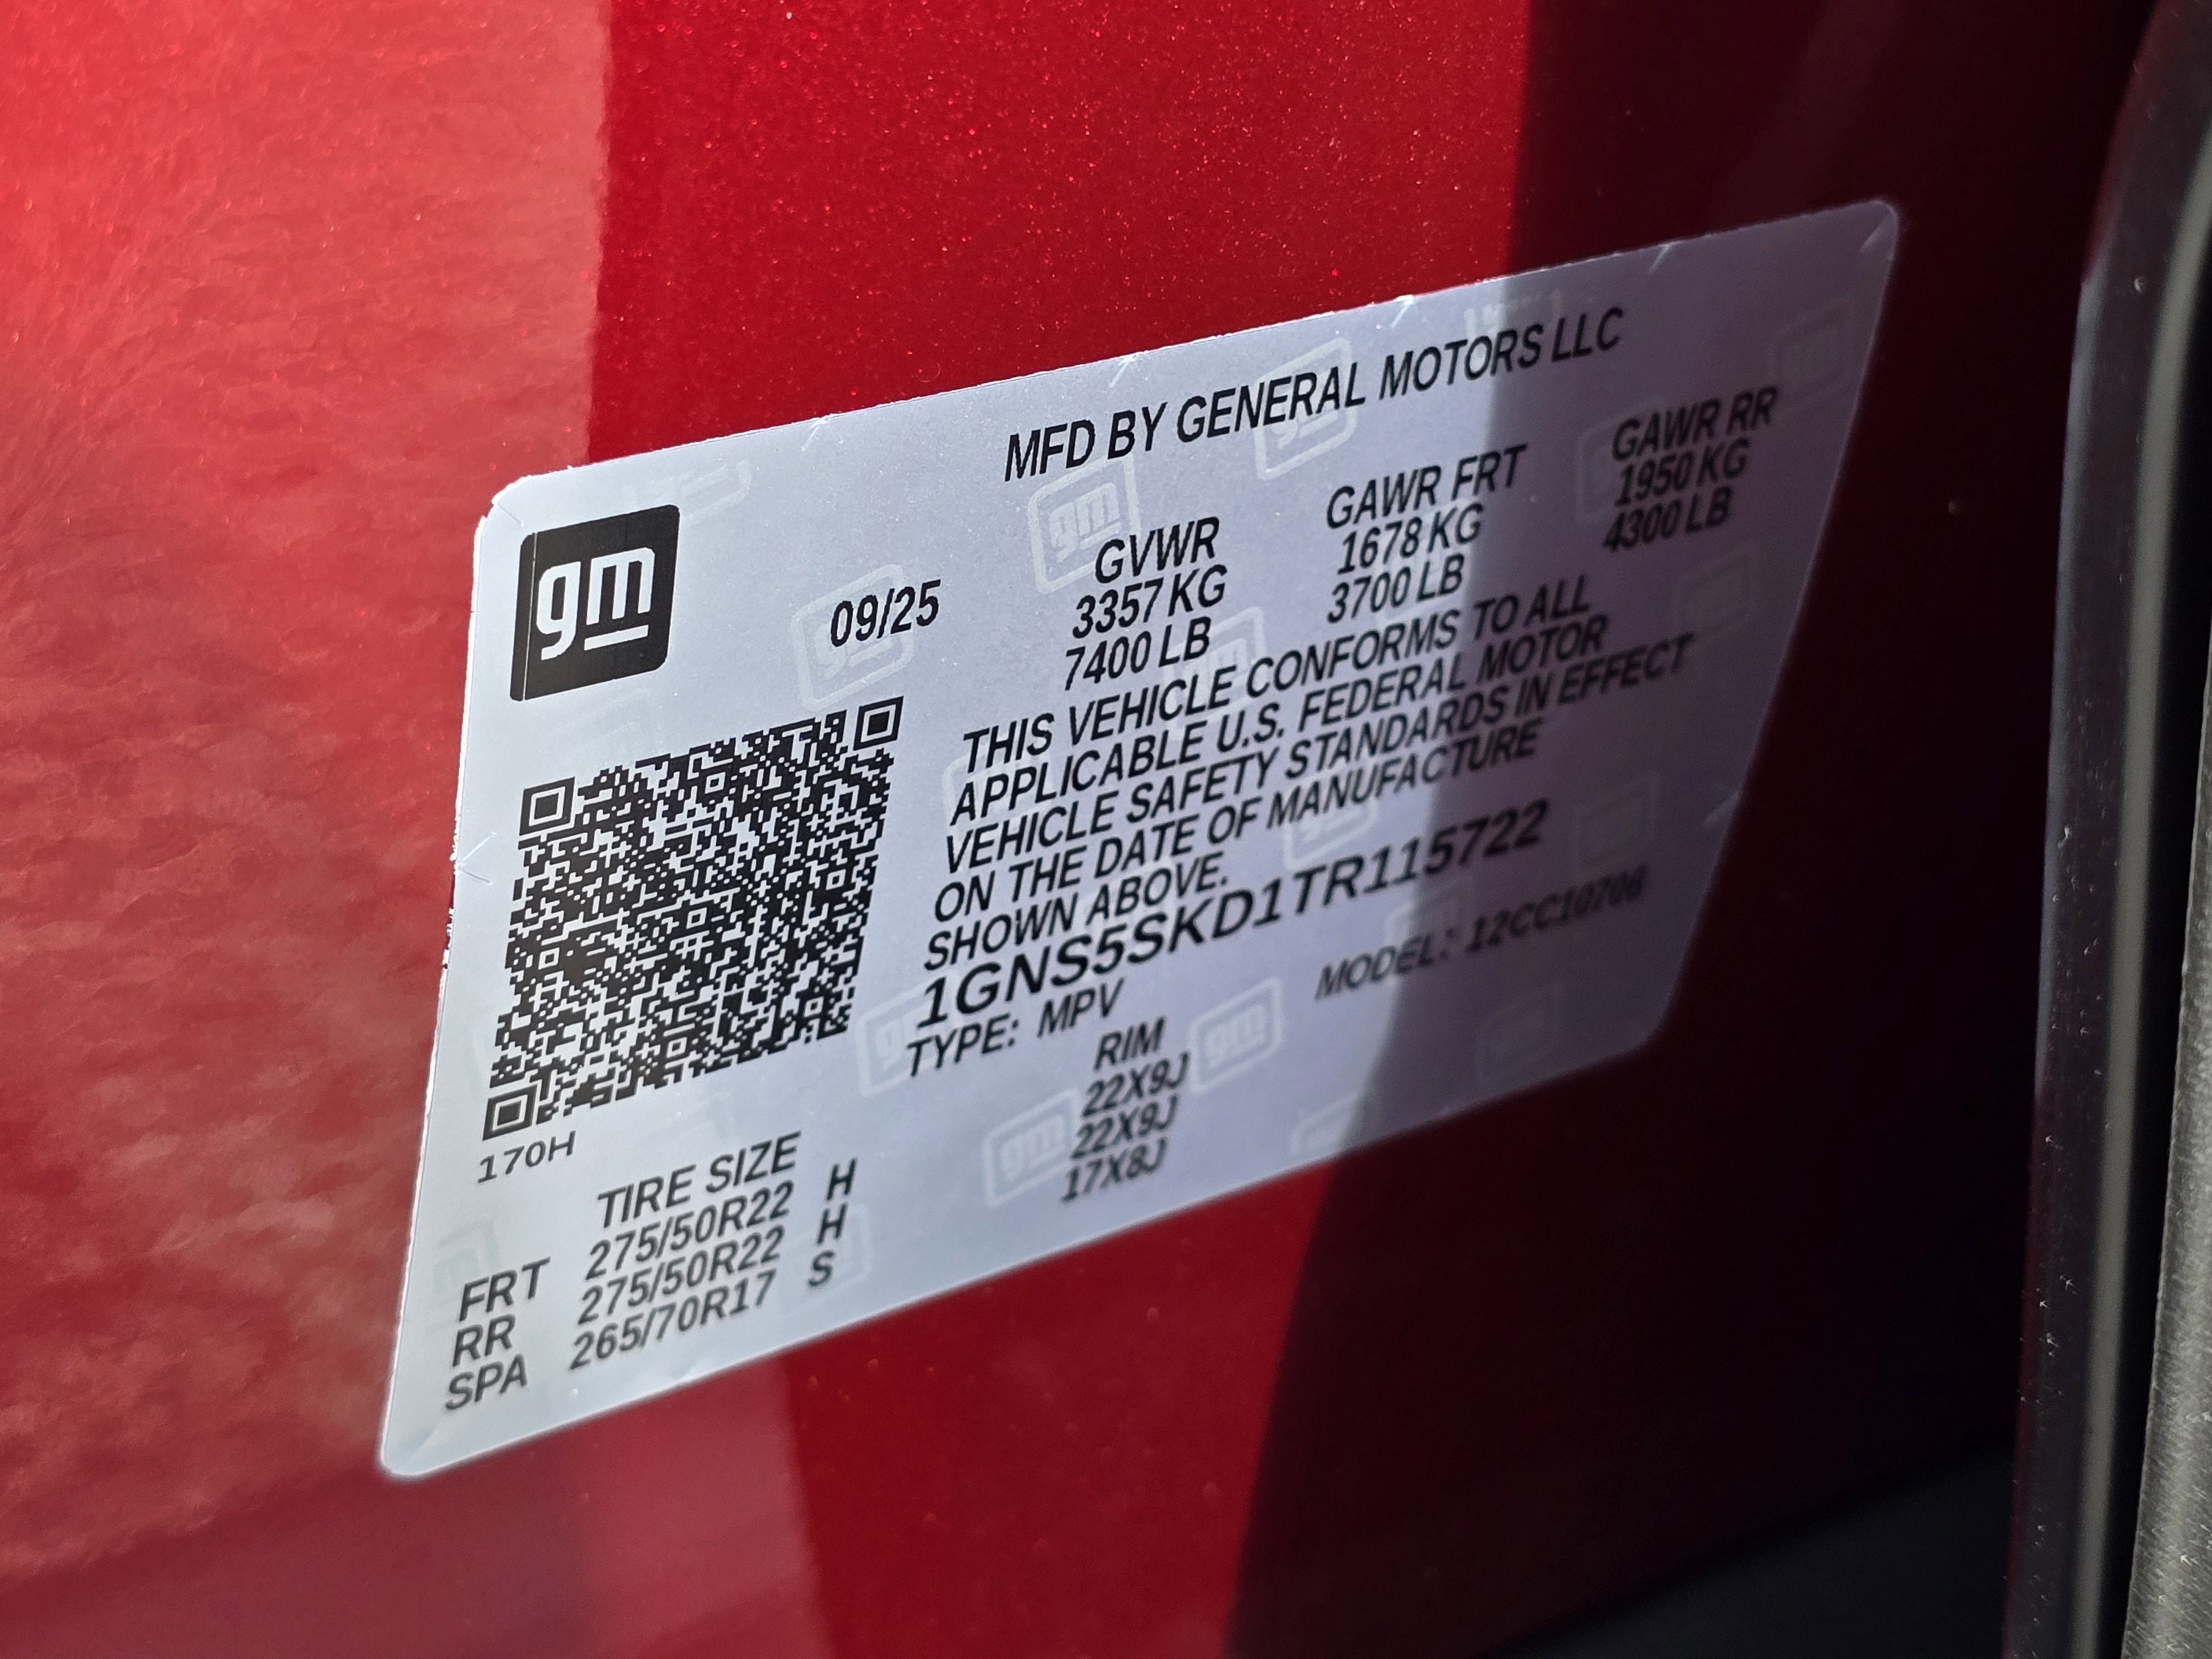 MFD BY GENERAL MOTORS LLC
gm
09/25
GVWR
3357 KG
7400 LB
GAWR FRT
1678 KG
3700 LB
GAWR RR
1950 KG
4300 LB
THIS VEHICLE CONFORMS TO ALL
APPLICABLE U.S. FEDERAL MOTOR
VEHICLE SAFETY STANDARDS IN EFFECT
ON THE DATE OF MANUFACTURE
SHOWN ABOVE.
1GNS5SKD1TR115722
TYPE: MPV MODEL: 12CC10706
170H
TIRE SIZE RIM
FRT 275/50R22 H 22X9J
RR 275/50R22 H 22X9J
SPA 265/70R17 S 17X8J